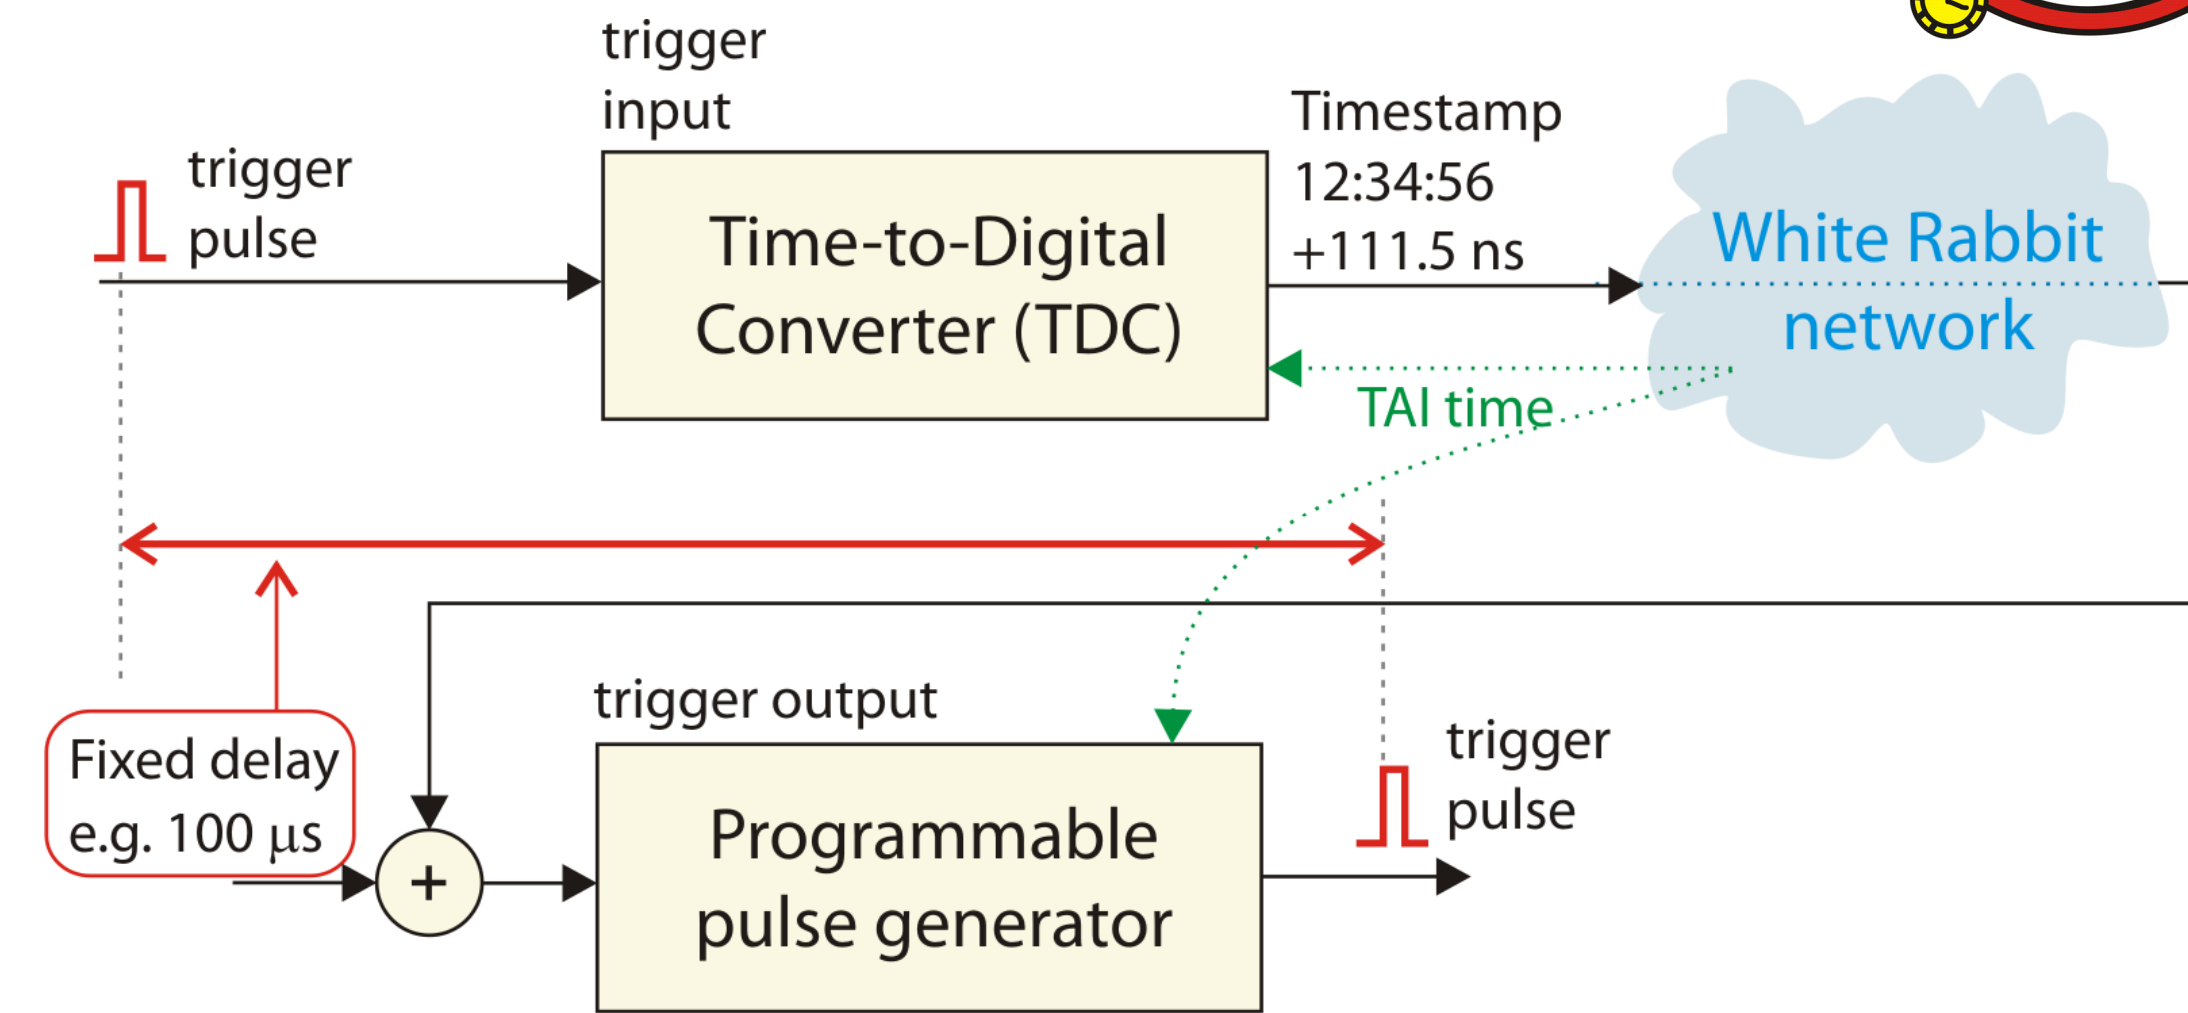 trigger
input
trigger
pulse
Time-to-Digital
Converter (TDC)
Timestamp
12:34:56
+111.5 ns
White Rabbit
network
TAI time
Fixed delay
e.g. 100 μs
+
trigger output
Programmable
pulse generator
trigger
pulse